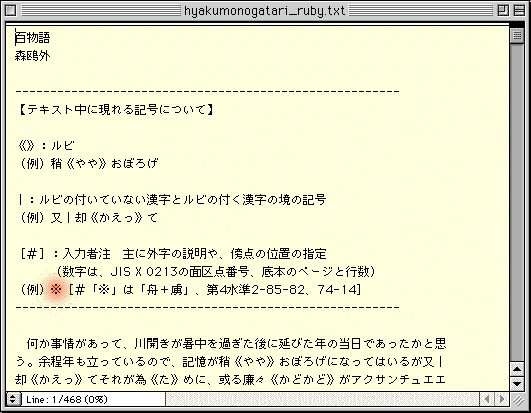 hyakumonogatari_ruby.txt
百物語
森鴎外
-------------------------------------------------------
【テキスト中に現れる記号について】
《》:ルビ
(例)稍《やや》おぼろげ
|:ルビの付いていない漢字とルビの付く漢字の境の記号
(例)又|却《かえっ》て
[#]:入力者注 主に外字の説明や、傍点の位置の指定
(数字は、JIS X 0213の面区点番号、底本のページと行数)
(例)※[#「※」は「舟+虜」、第4水準2-85-82、74-14]
-------------------------------------------------------
何か事情があって、川開きが暑中を過ぎた後に延びた年の当日であったかと思
う。余程年も立っているので、記憶が稍《やや》おぼろげになってはいるが又|
却《かえっ》てそれが為《た》めに、或る廉々《かどかど》がアクサンチュエエ
Line: 1/468 (0%)